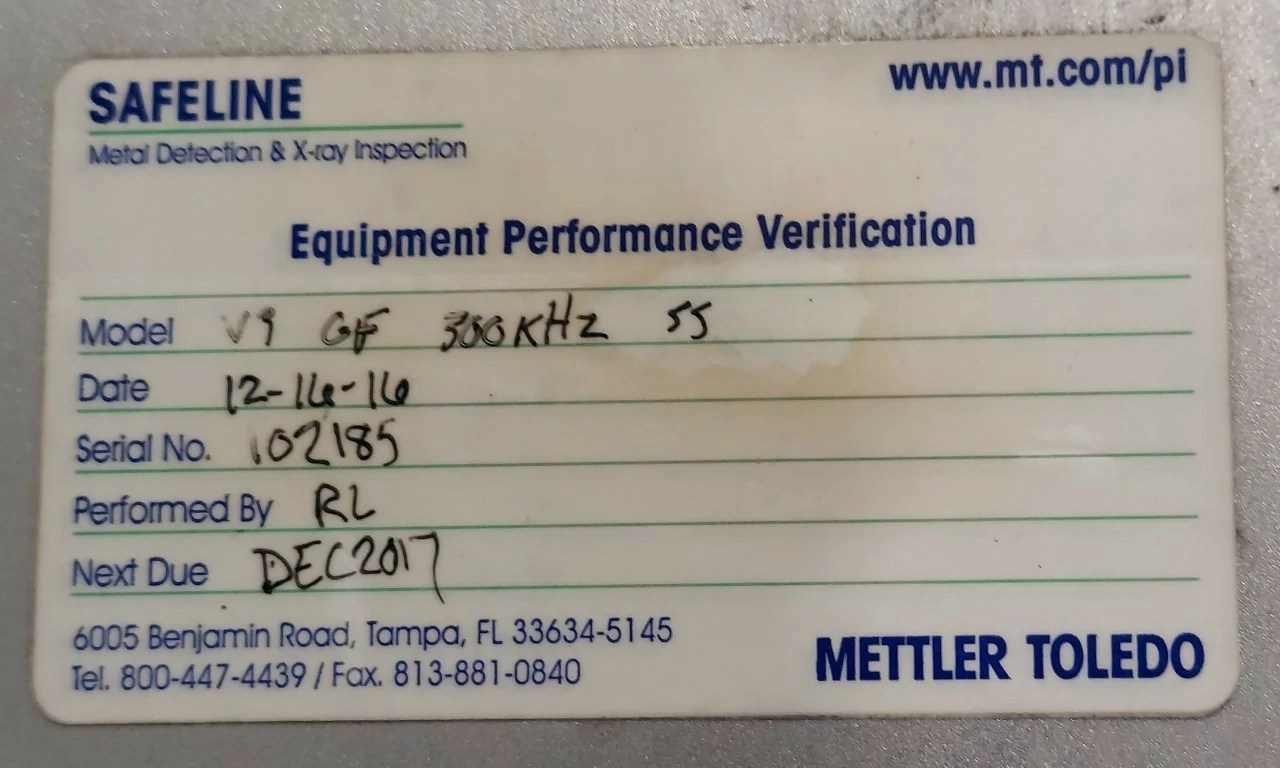 SAFELINE
www.mt.com/pi
Metal Detection & X-ray Inspection
Equipment Performance Verification
Model V9 GF 300KHz SS
Date 12-16-16
Serial No. 102185
Performed By RL
Next Due DEC2017
6005 Benjamin Road, Tampa, FL 33634-5145
Tel. 800-447-4439 / Fax. 813-881-0840
METTLER TOLEDO